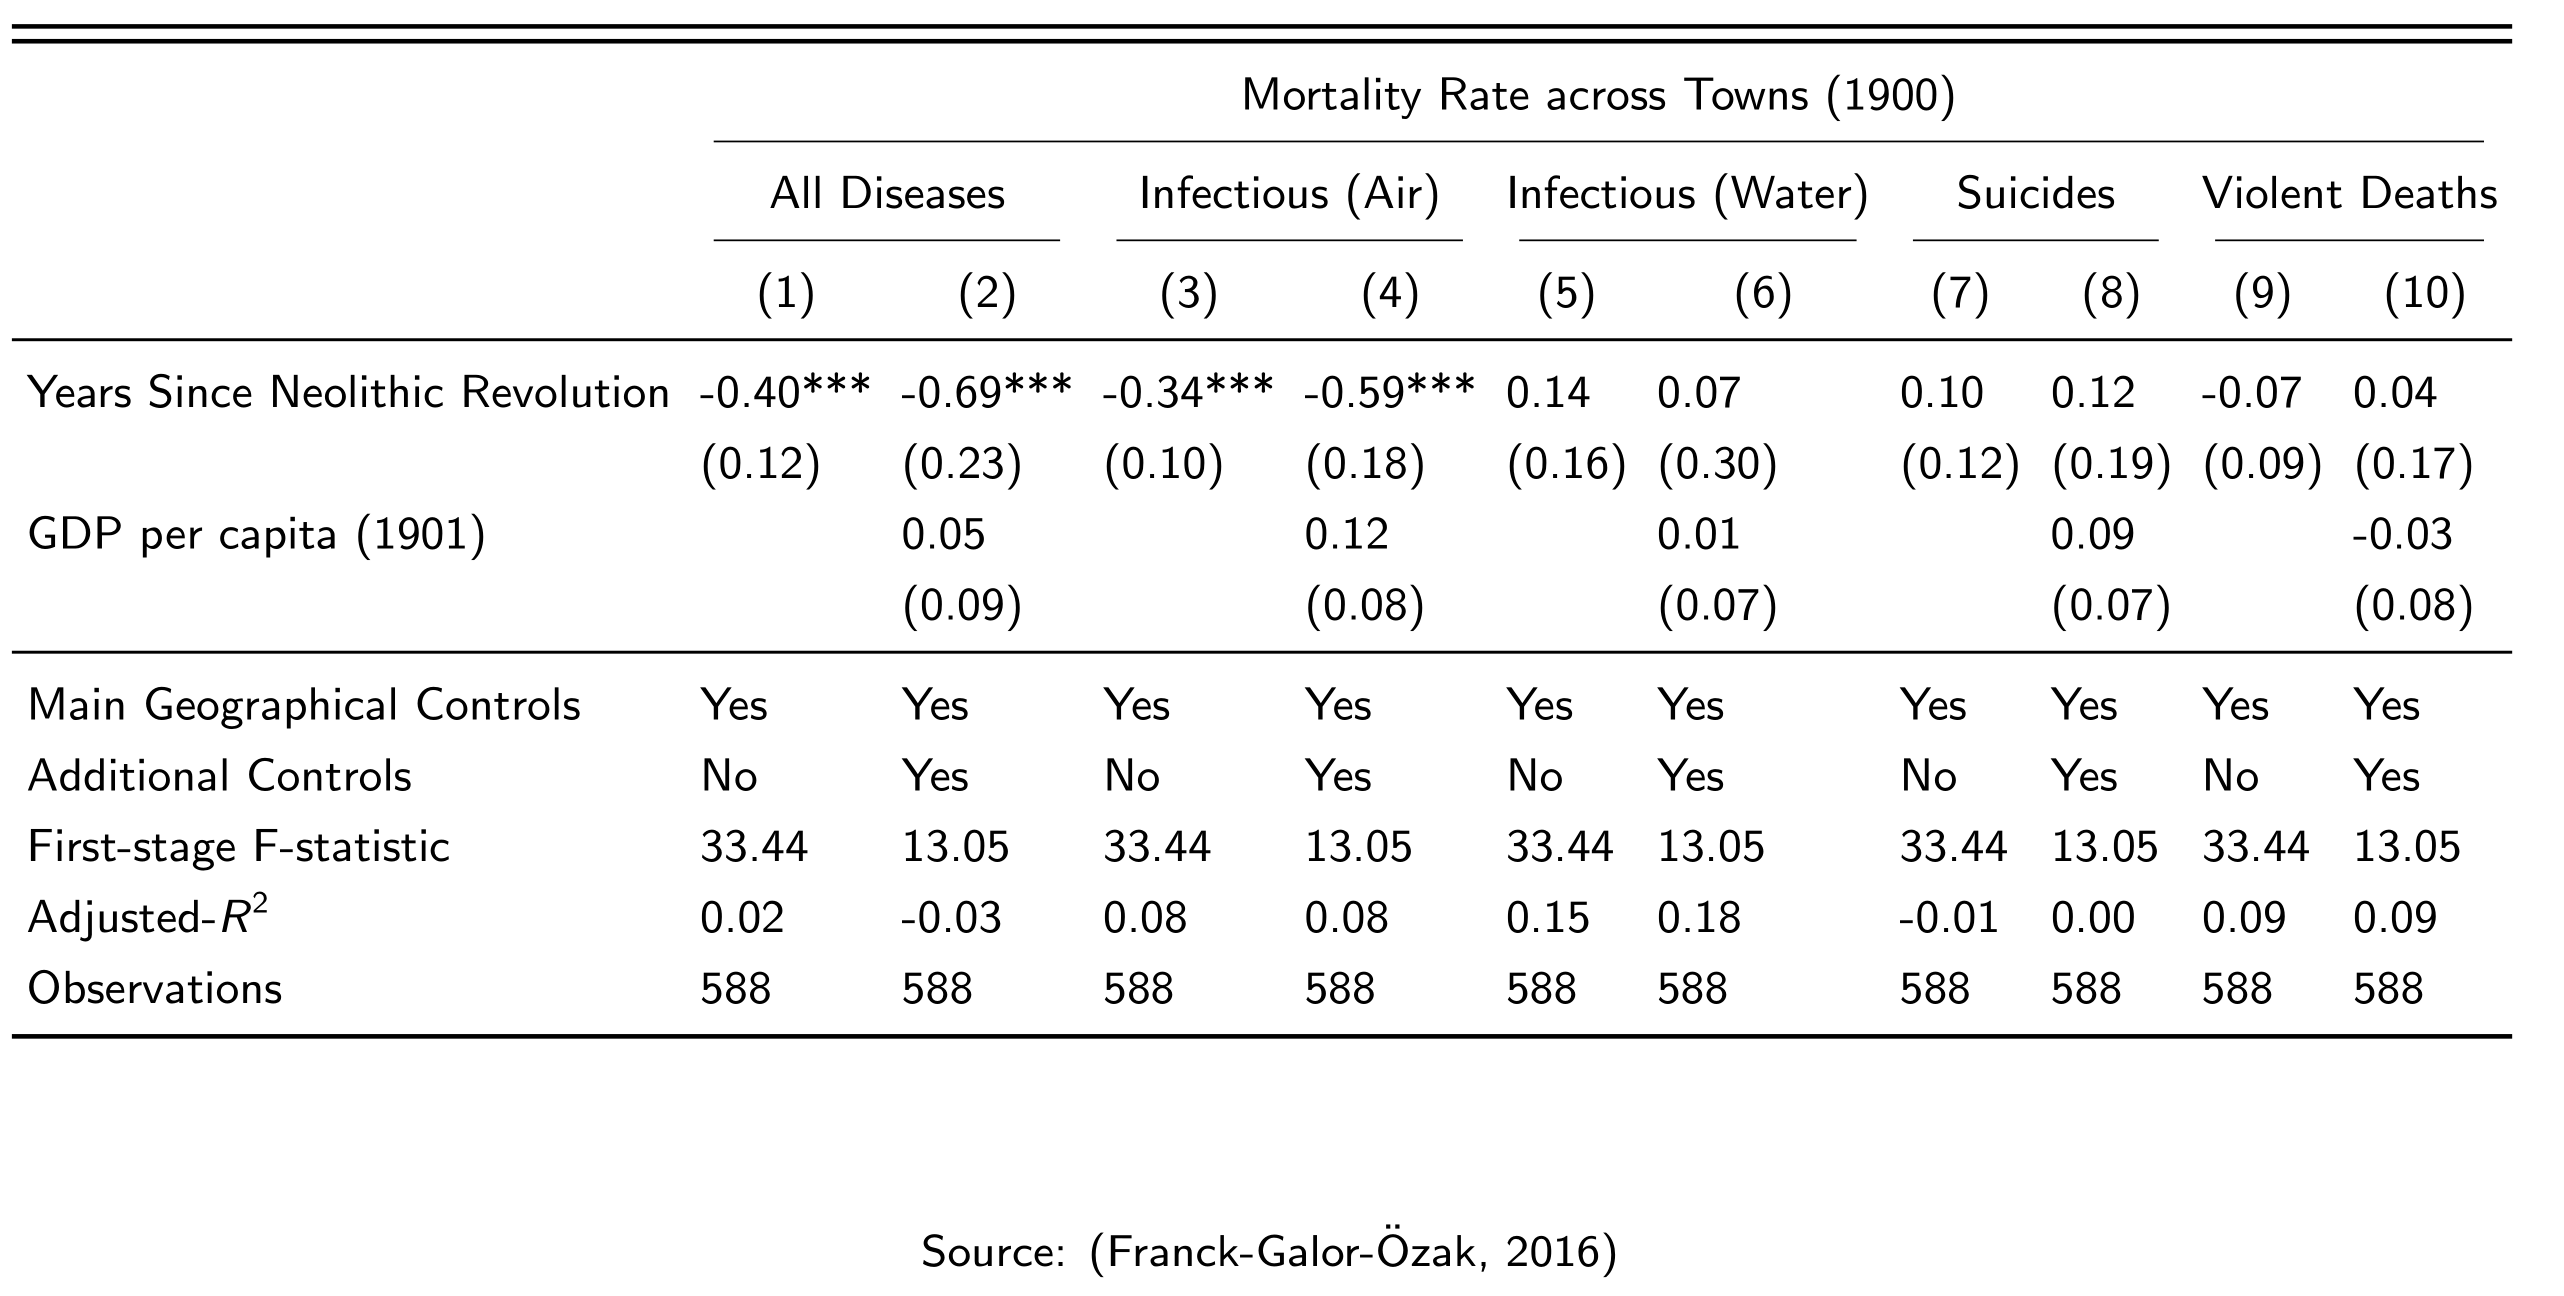 Mortality Rate across Towns (1900)
All Diseases Infectious (Air) Infectious (Water) Suicides Violent Deaths
(1) (2) (3) (4) (5) (6) (7) (8) (9) (10)
Years Since Neolithic Revolution -0.40*** -0.69*** -0.34*** -0.59*** 0.14 0.07 0.10 0.12 -0.07 0.04
(0.12) (0.23) (0.10) (0.18) (0.16) (0.30) (0.12) (0.19) (0.09) (0.17)
GDP per capita (1901) 0.05 0.12 0.01 0.09 -0.03
(0.09) (0.08) (0.07) (0.07) (0.08)
Main Geographical Controls Yes Yes Yes Yes Yes Yes Yes Yes Yes Yes
Additional Controls No Yes No Yes No Yes No Yes No Yes
First-stage F-statistic 33.44 13.05 33.44 13.05 33.44 13.05 33.44 13.05 33.44 13.05
Adjusted-R² 0.02 -0.03 0.08 0.08 0.15 0.18 -0.01 0.00 0.09 0.09
Observations 588 588 588 588 588 588 588 588 588 588
Source: (Franck-Galor-Özak, 2016)